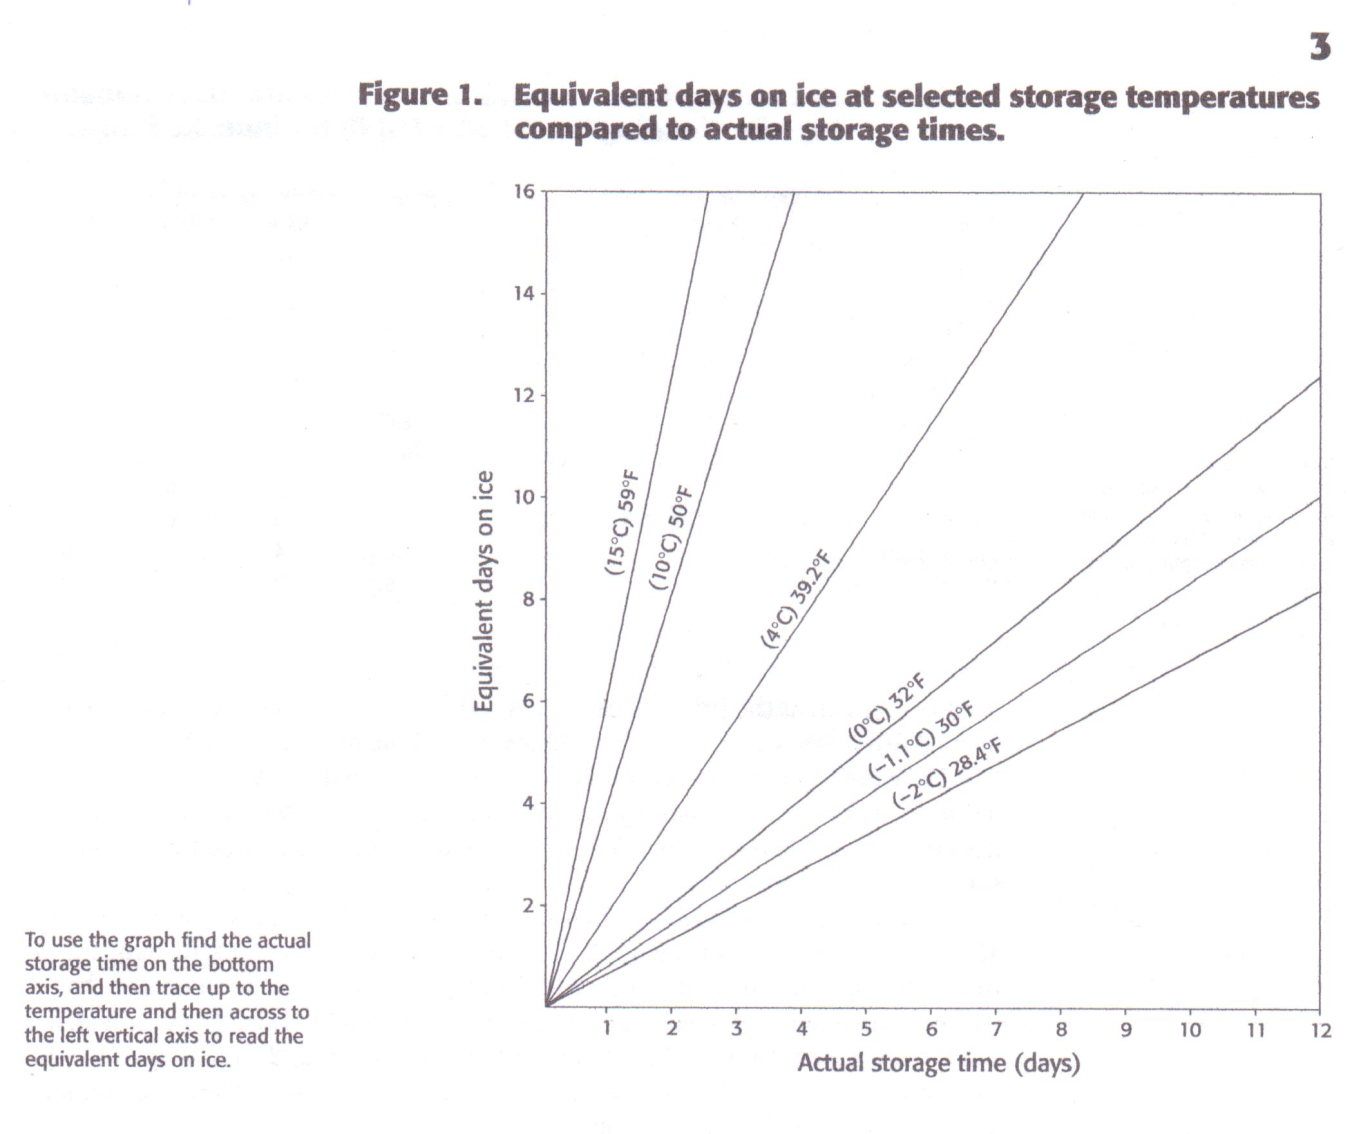 3
Figure 1. Equivalent days on ice at selected storage temperatures
compared to actual storage times.
16
14
12
10
8
6
4
2
Equivalent days on ice
(15°C) 59°F
(10°C) 50°F
(4°C) 39.2°F
(0°C) 32°F
(−1.1°C) 30°F
(−2°C) 28.4°F
1 2 3 4 5 6 7 8 9 10 11 12
Actual storage time (days)
To use the graph find the actual
storage time on the bottom
axis, and then trace up to the
temperature and then across to
the left vertical axis to read the
equivalent days on ice.